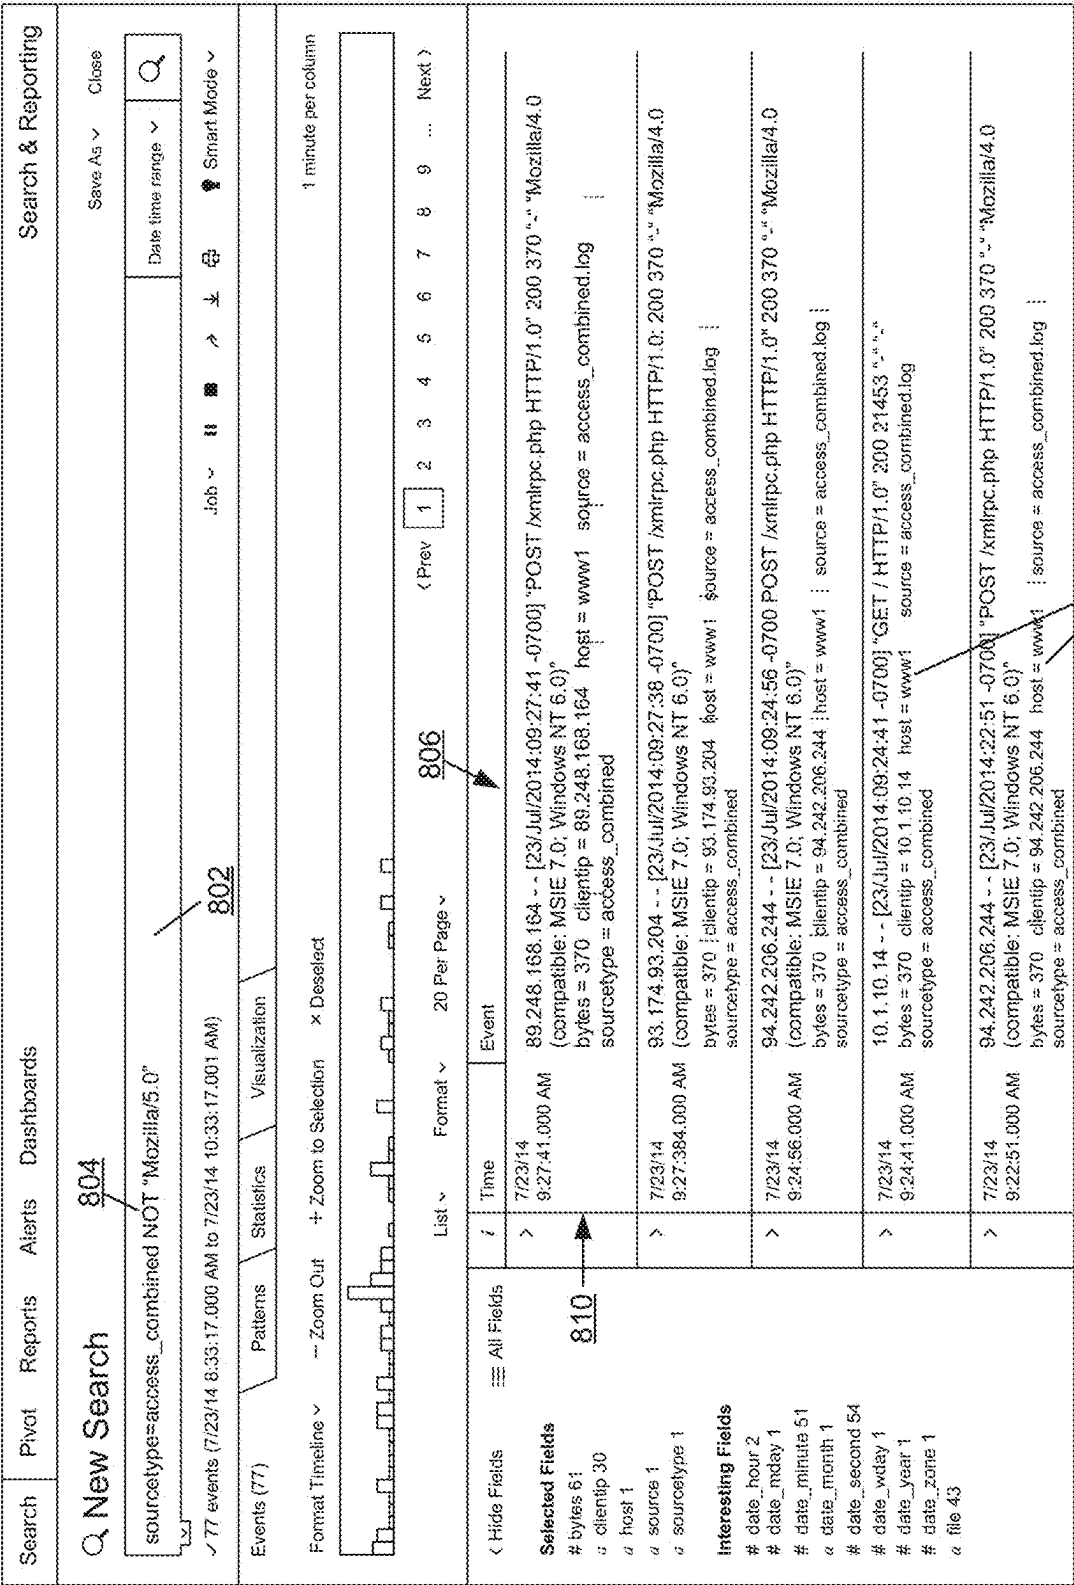 Search Pivot Reports Alerts Dashboards Search & Reporting
New Search
Save As Close
804
sourcetype=access_combined NOT "Mozilla/5.0"
Date time range
802
77 events (7/23/14 8:33:17.000 AM to 7/23/14 10:33:17.001 AM)
Job Smart Mode
Events (77) Patterns Statistics Visualization
Format Timeline — Zoom Out + Zoom to Selection × Deselect 1 minute per column
List Format 20 Per Page
< Prev 1 2 3 4 5 6 7 8 9 ... Next >
806
< Hide Fields All Fields
Selected Fields
# bytes 61
a clientip 30
a host 1
a source 1
a sourcetype 1
Interesting Fields
# date_hour 2
# date_mday 1
# date_minute 51
a date_month 1
# date_second 54
# date_wday 1
# date_year 1
# date_zone 1
a file 43
810
i Time Event
> 7/23/14
9:27:41.000 AM
89.248.168.164 - - [23/Jul/2014:09:27:41 -0700] "POST /xmlrpc.php HTTP/1.0" 200 370 "-" "Mozilla/4.0
(compatible: MSIE 7.0; Windows NT 6.0)"
bytes = 370 clientip = 89.248.168.164 host = www1 source = access_combined.log
sourcetype = access_combined
> 7/23/14
9:27:384.000 AM
93.174.93.204 - - [23/Jul/2014:09:27:38 -0700] "POST /xmlrpc.php HTTP/1.0: 200 370 "-" "Mozilla/4.0
(compatible: MSIE 7.0; Windows NT 6.0)"
bytes = 370 clientip = 93.174.93.204 host = www1 source = access_combined.log
sourcetype = access_combined
> 7/23/14
9:24:56.000 AM
94.242.206.244 - - [23/Jul/2014:09:24:56 -0700 POST /xmlrpc.php HTTP/1.0" 200 370 "-" "Mozilla/4.0
(compatible: MSIE 7.0; Windows NT 6.0)"
bytes = 370 clientip = 94.242.206.244 host = www1 source = access_combined.log
sourcetype = access_combined
> 7/23/14
9:24:41.000 AM
10.1.10.14 - - [23/Jul/2014:09:24:41 -0700] "GET / HTTP/1.0" 200 21453 "-" "-"
bytes = 370 clientip = 10.1.10.14 host = www1 source = access_combined.log
sourcetype = access_combined
> 7/23/14
9:22:51.000 AM
94.242.206.244 - - [23/Jul/2014:22:51 -0700] "POST /xmlrpc.php HTTP/1.0" 200 370 "-" "Mozilla/4.0
(compatible: MSIE 7.0; Windows NT 6.0)"
bytes = 370 clientip = 94.242.206.244 host = www1 source = access_combined.log
sourcetype = access_combined